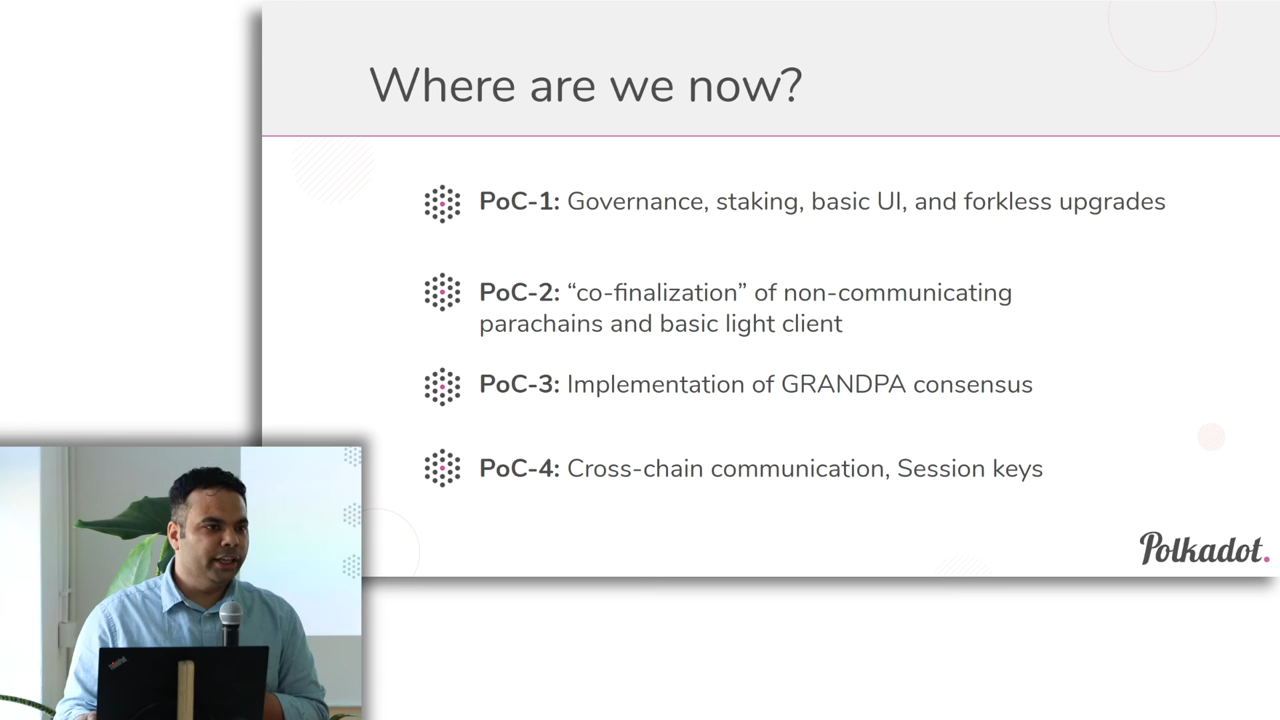 Where are we now?
PoC-1: Governance, staking, basic UI, and forkless upgrades
PoC-2: “co-finalization” of non-communicating
parachains and basic light client
PoC-3: Implementation of GRANDPA consensus
PoC-4: Cross-chain communication, Session keys
Polkadot.
ThinkPad